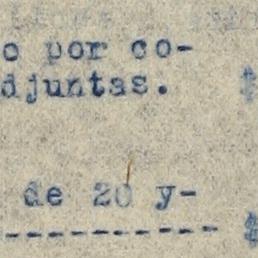 o por co-
djuntas. $
de 20 y-
----------- $